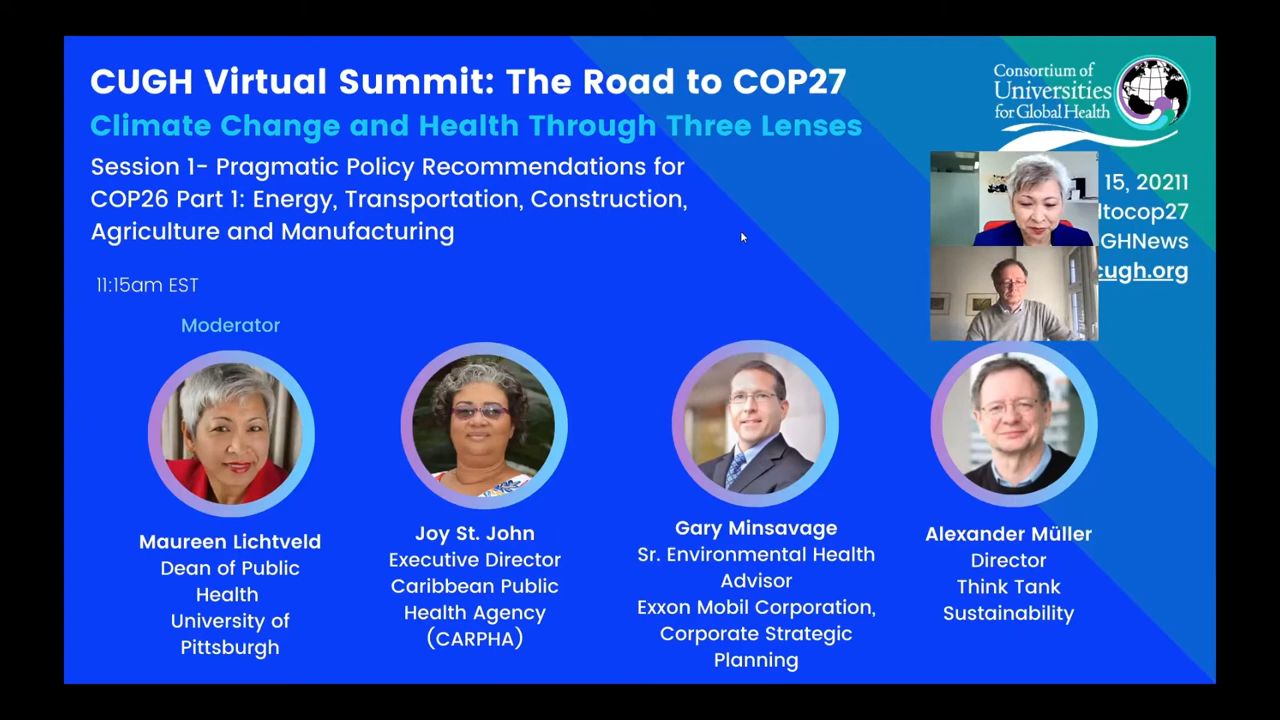 CUGH Virtual Summit: The Road to COP27
Climate Change and Health Through Three Lenses
Session 1- Pragmatic Policy Recommendations for
COP26 Part 1: Energy, Transportation, Construction,
Agriculture and Manufacturing
11:15am EST
Consortium of
Universities
for Global Health
15, 20211
ltocop27
GHNews
cugh.org
Moderator
Maureen Lichtveld
Dean of Public
Health
University of
Pittsburgh
Joy St. John
Executive Director
Caribbean Public
Health Agency
(CARPHA)
Gary Minsavage
Sr. Environmental Health
Advisor
Exxon Mobil Corporation,
Corporate Strategic
Planning
Alexander Müller
Director
Think Tank
Sustainability